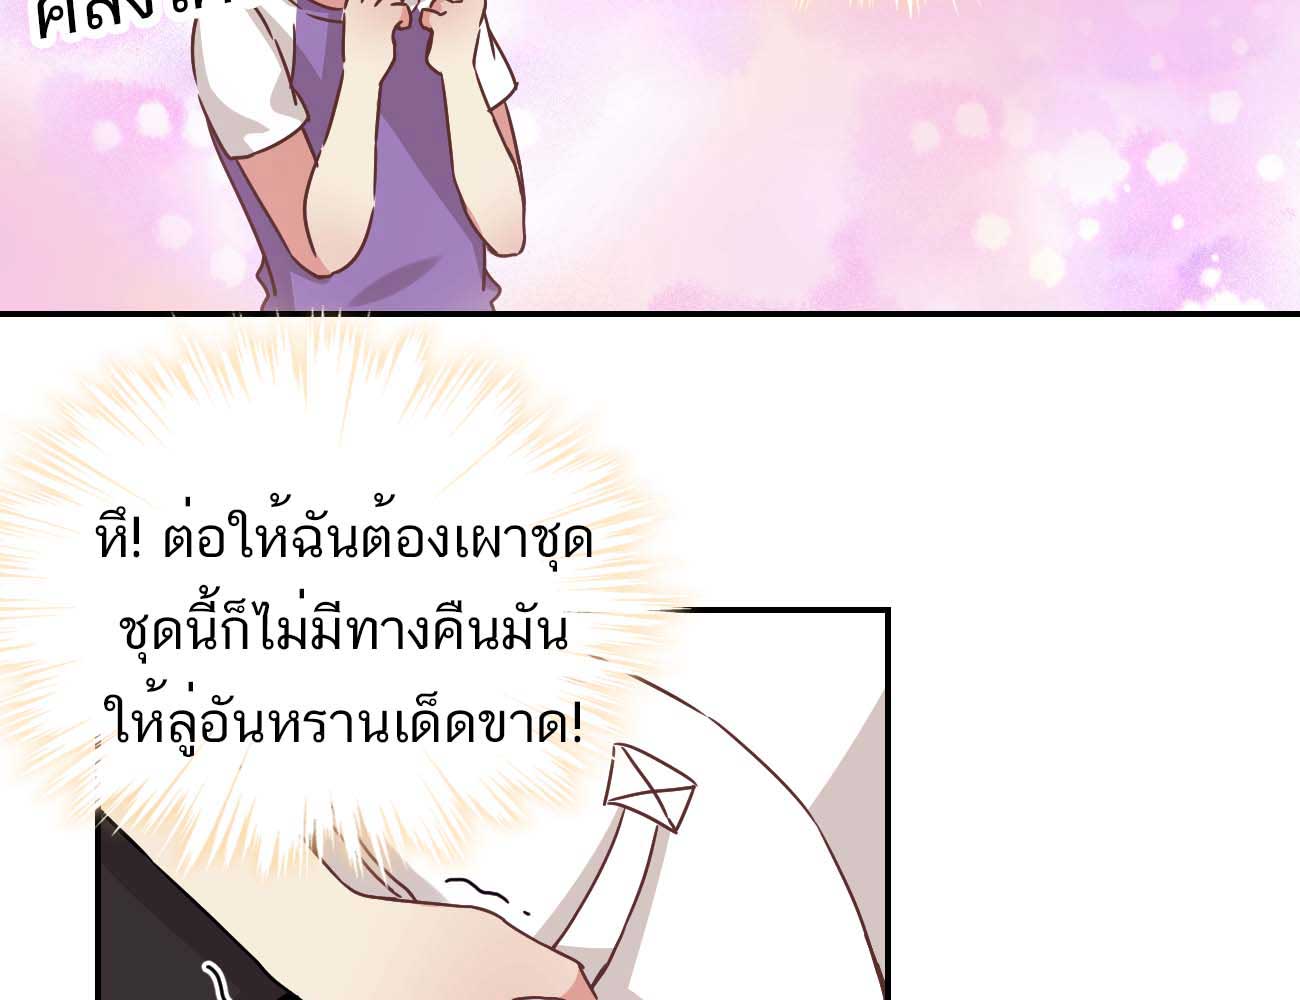 หึ! ต่อให้ฉันต้องเผาชุด
ชุดนี้ก็ไม่มีทางคืนมัน
ให้ลู่อันหรานเด็ดขาด!